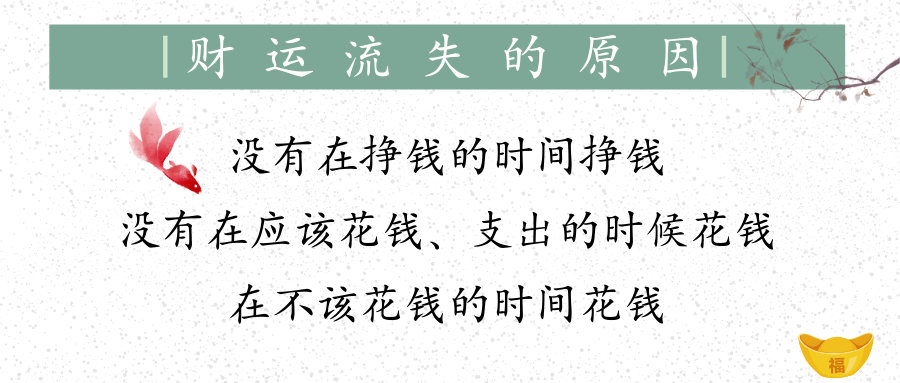 财运流失的原因
没有在挣钱的时间挣钱
没有在应该花钱、支出的时候花钱
在不该花钱的时间花钱
福